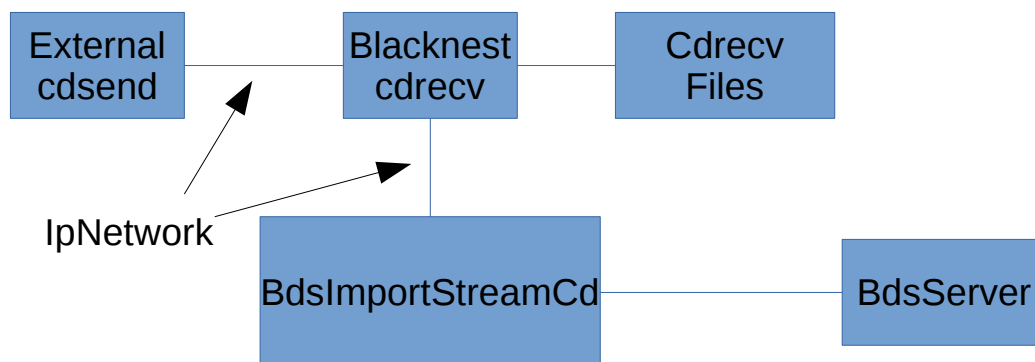 External
cdsend
Blacknest
cdrecv
Cdrecv
Files
IpNetwork
BdsImportStreamCd
BdsServer